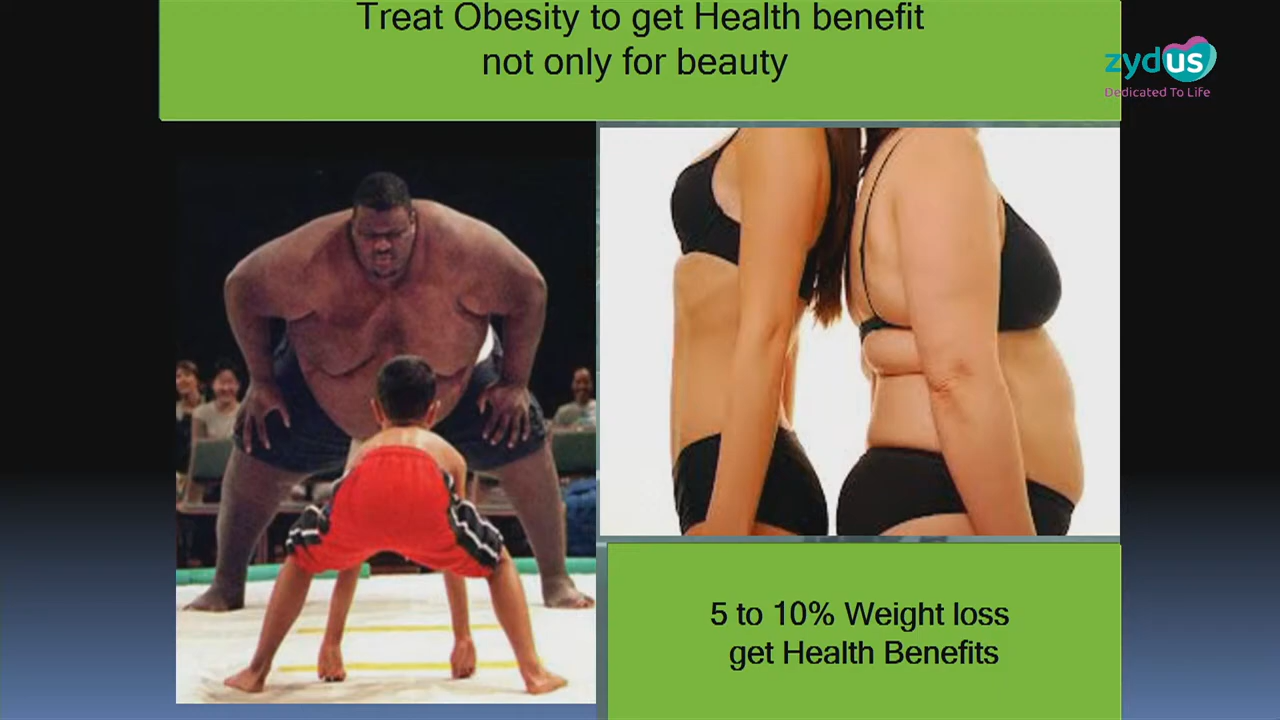 Treat Obesity to get Health benefit
not only for beauty
zydus
Dedicated To Life
5 to 10% Weight loss
get Health Benefits